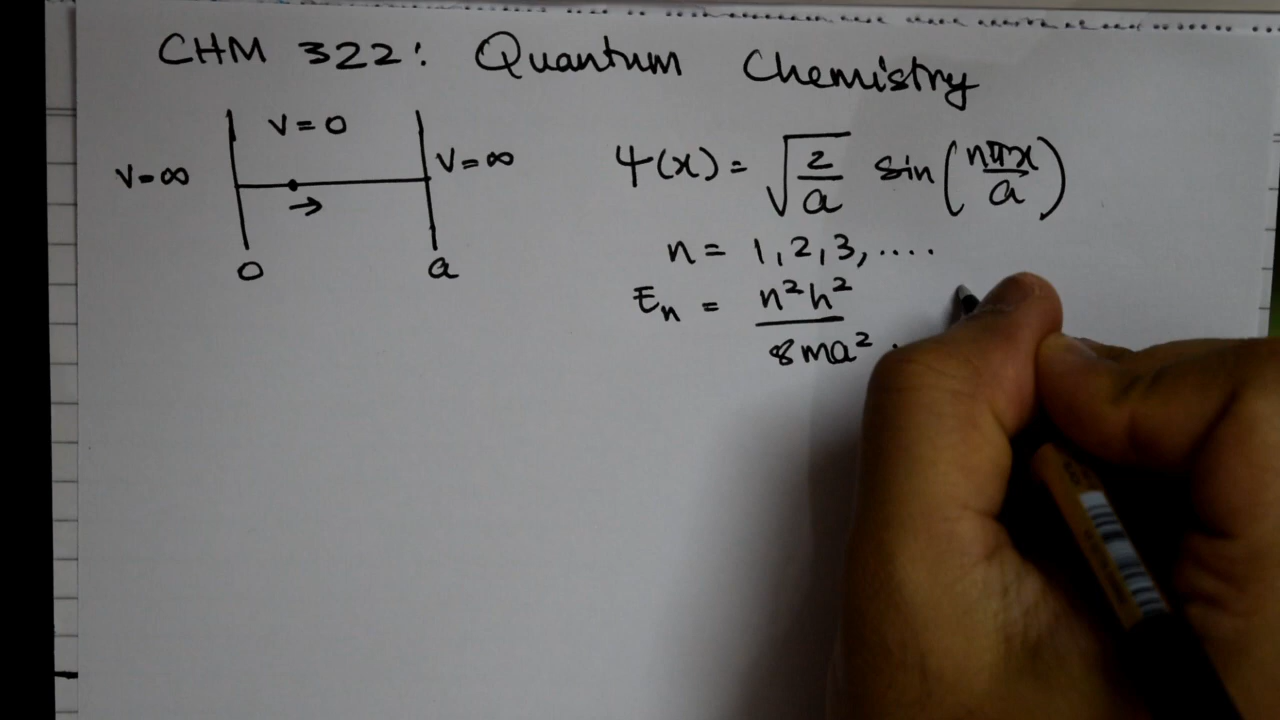 CHM 322: Quantum Chemistry
V=0
V=∞
V=∞
0
a
Ψ(x) = √(2/a) sin(nπx/a)
n = 1,2,3,....
En = n²h²/8ma²